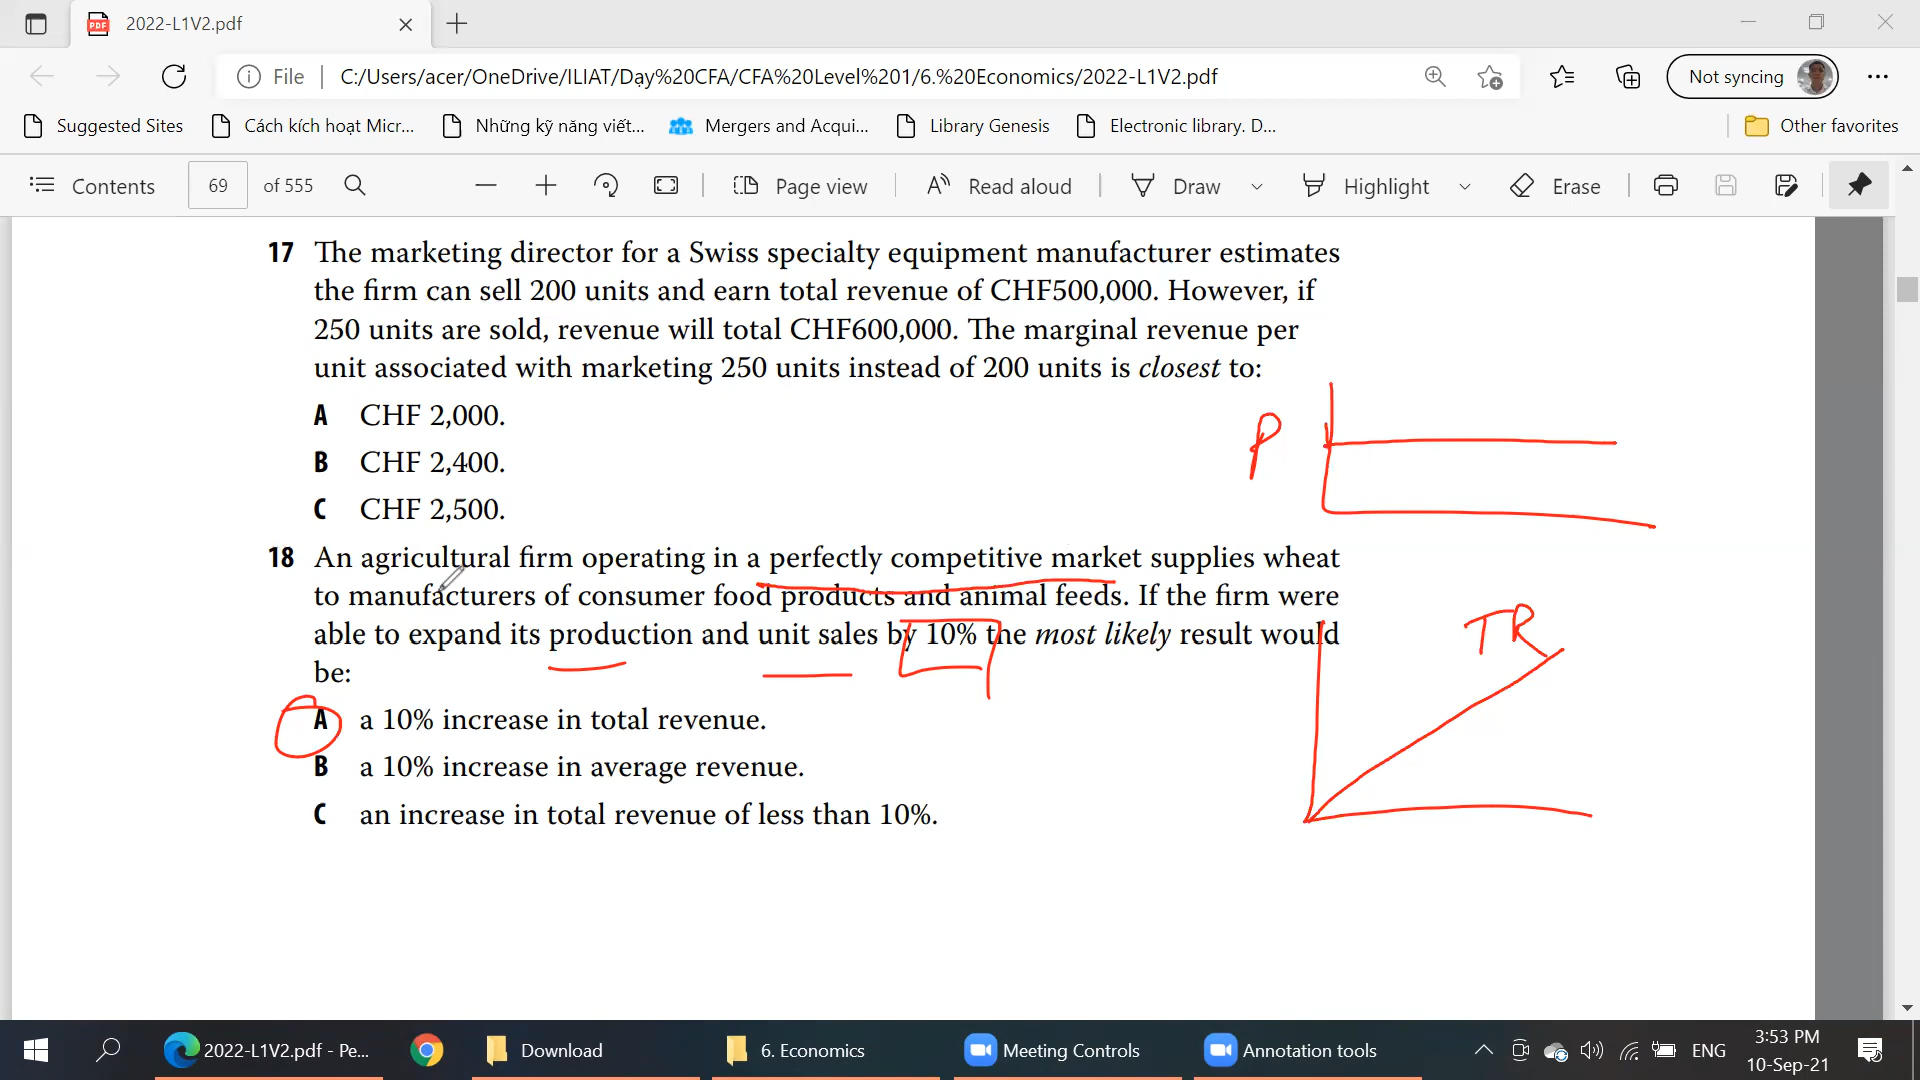 2022-L1V2.pdf
File C:/Users/acer/OneDrive/ILIAT/Dạy%20CFA/CFA%20Level%201/6.%20Economics/2022-L1V2.pdf Not syncing
Suggested Sites Cách kích hoạt Micr... Những kỹ năng viết... Mergers and Acqui... Library Genesis Electronic library. D... Other favorites
Contents 69 of 555 Page view Read aloud Draw Highlight Erase
17 The marketing director for a Swiss specialty equipment manufacturer estimates
the firm can sell 200 units and earn total revenue of CHF500,000. However, if
250 units are sold, revenue will total CHF600,000. The marginal revenue per
unit associated with marketing 250 units instead of 200 units is closest to:
A CHF 2,000.
B CHF 2,400.
C CHF 2,500.
P
18 An agricultural firm operating in a perfectly competitive market supplies wheat
to manufacturers of consumer food products and animal feeds. If the firm were
able to expand its production and unit sales by 10% the most likely result would
be:
TR
A a 10% increase in total revenue.
B a 10% increase in average revenue.
C an increase in total revenue of less than 10%.
2022-L1V2.pdf - Pe... Download 6. Economics Meeting Controls Annotation tools ENG 3:53 PM
10-Sep-21